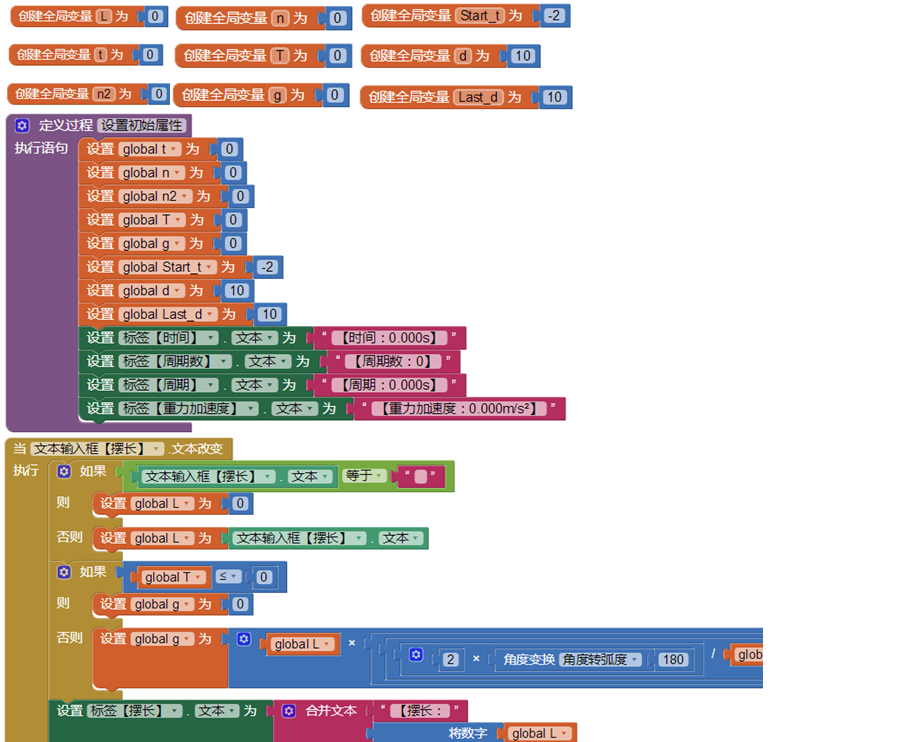 创建全局变量 L 为 0 创建全局变量 n 为 0 创建全局变量 Start_t 为 -2
创建全局变量 t 为 0 创建全局变量 T 为 0 创建全局变量 d 为 10
创建全局变量 n2 为 0 创建全局变量 g 为 0 创建全局变量 Last_d 为 10
定义过程 设置初始属性
执行语句 设置 global t 为 0
设置 global n 为 0
设置 global n2 为 0
设置 global T 为 0
设置 global g 为 0
设置 global Start_t 为 -2
设置 global d 为 10
设置 global Last_d 为 10
设置 标签【时间】 . 文本 为 “ 【时间：0.000s】 ”
设置 标签【周期数】 . 文本 为 “ 【周期数：0】 ”
设置 标签【周期】 . 文本 为 “ 【周期：0.000s】 ”
设置 标签【重力加速度】 . 文本 为 “ 【重力加速度：0.000m/s²】 ”
当 文本输入框【摆长】 .文本改变
执行 如果 文本输入框【摆长】 . 文本 等于 “ ”
则 设置 global L 为 0
否则 设置 global L 为 文本输入框【摆长】 . 文本
如果 global T ≤ 0
则 设置 global g 为 0
否则 设置 global g 为 global L × 2 × 角度变换 角度转弧度 180 / glob
设置 标签【摆长】 . 文本 为 合并文本 “ 【摆长： ”
将数字 global L